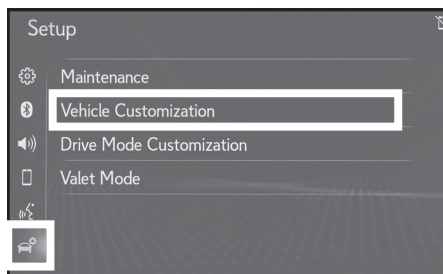 Setup
Maintenance
Vehicle Customization
Drive Mode Customization
Valet Mode